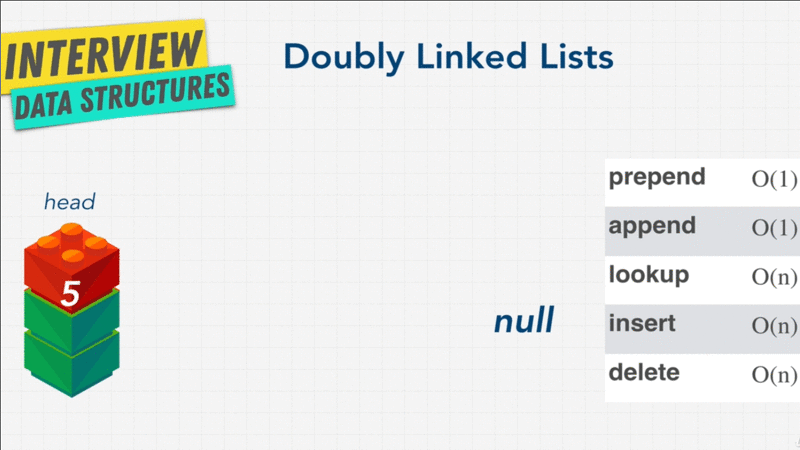 INTERVIEW
DATA STRUCTURES
Doubly Linked Lists
head
5
null
prepend O(1)
append O(1)
lookup O(n)
insert O(n)
delete O(n)